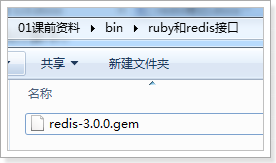 01课前资料 ▸ bin ▸ ruby和redis接口
共享 ▼ 新建文件夹
名称
redis-3.0.0.gem